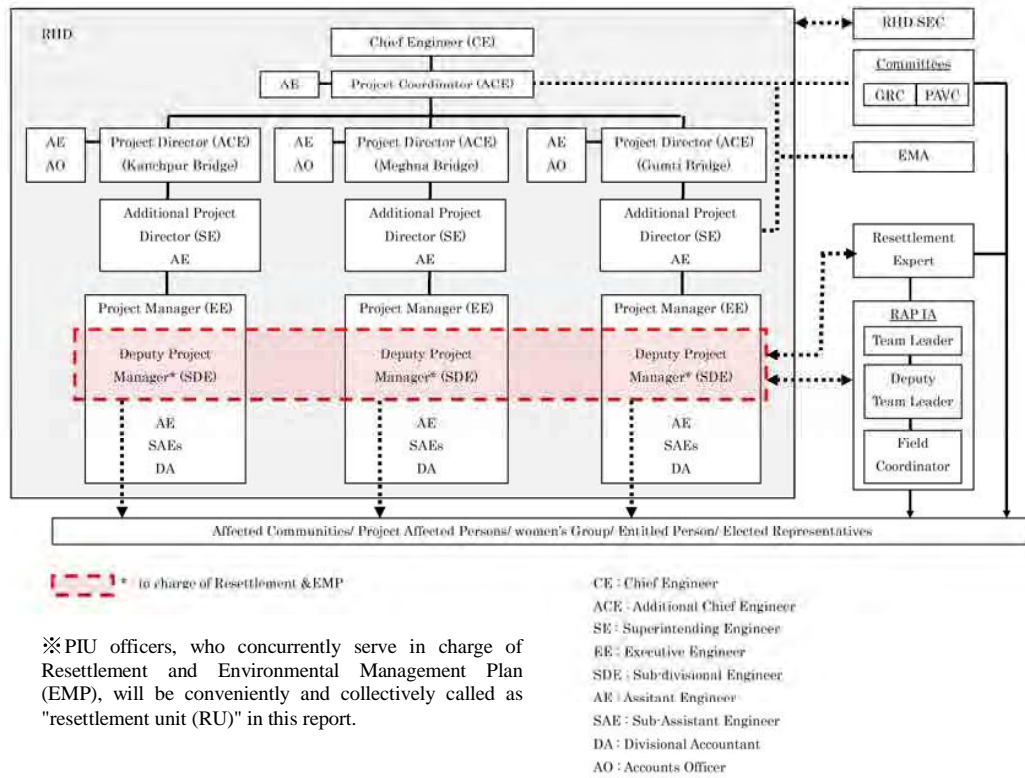 RHD
Chief Engineer (CE)
AE
Project Coordinator (ACE)
AE
AO
Project Director (ACE)
(Kanchpur Bridge)
AE
AO
Project Director (ACE)
(Meghna Bridge)
AE
AO
Project Director (ACE)
(Gumti Bridge)
Additional Project
Director (SE)
AE
Additional Project
Director (SE)
AE
Additional Project
Director (SE)
AE
Project Manager (EE)
Deputy Project
Manager* (SDE)
AE
SAEs
DA
Project Manager (EE)
Deputy Project
Manager* (SDE)
AE
SAEs
DA
Project Manager (EE)
Deputy Project
Manager* (SDE)
AE
SAEs
DA
RHD SEC
Committees
GRC PAVC
EMA
Resettlement
Expert
RAP IA
Team Leader
Deputy
Team Leader
Field
Coordinator
Affected Communities/ Project Affected Persons/ women's Group/ Entitled Person/ Elected Representatives
* in charge of Resettlement &EMP
※PIU officers, who concurrently serve in charge of
Resettlement and Environmental Management Plan
(EMP), will be conveniently and collectively called as
"resettlement unit (RU)" in this report.
CE : Chief Engineer
ACE : Additional Chief Engineer
SE : Superintending Engineer
EE : Executive Engineer
SDE : Sub-divisional Engineer
AE : Assitant Engineer
SAE : Sub-Assistant Engineer
DA : Divisional Accountant
AO : Accounts Officer